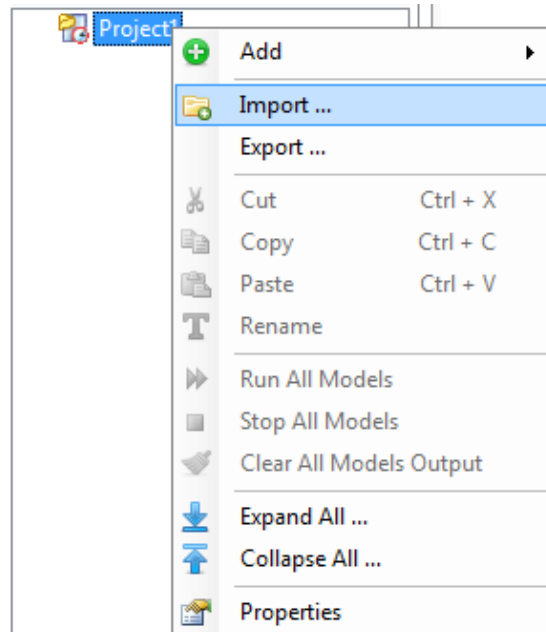 Project1
Add
Import ...
Export ...
Cut Ctrl + X
Copy Ctrl + C
Paste Ctrl + V
Rename
Run All Models
Stop All Models
Clear All Models Output
Expand All ...
Collapse All ...
Properties